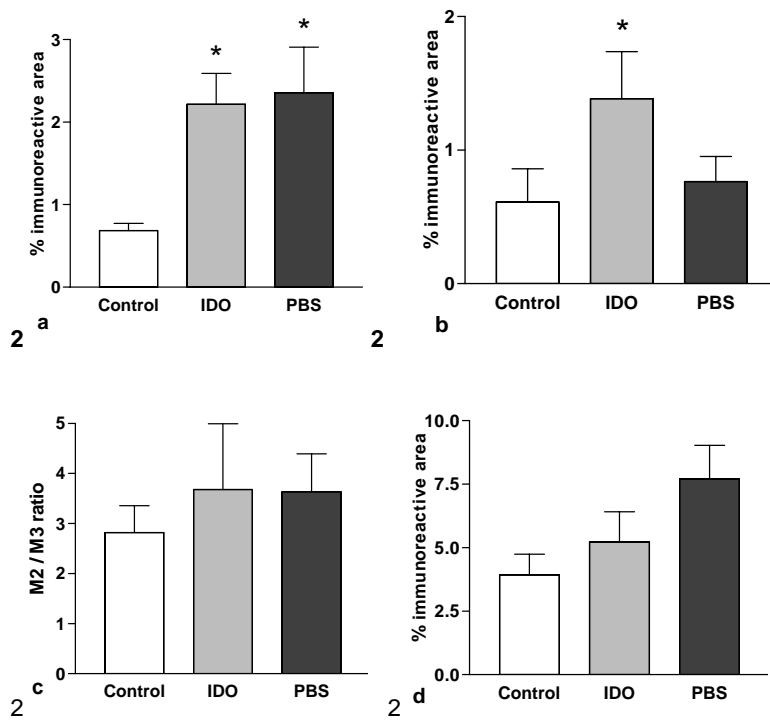 % immunoreactive area
3
2
1
0
*
*
Control IDO PBS
2 a
% immunoreactive area
2
1
0
*
Control IDO PBS
2 b
M2 / M3 ratio
5
4
3
2
1
0
Control IDO PBS
2 c
% immunoreactive area
10.0
7.5
5.0
2.5
0.0
Control IDO PBS
2 d